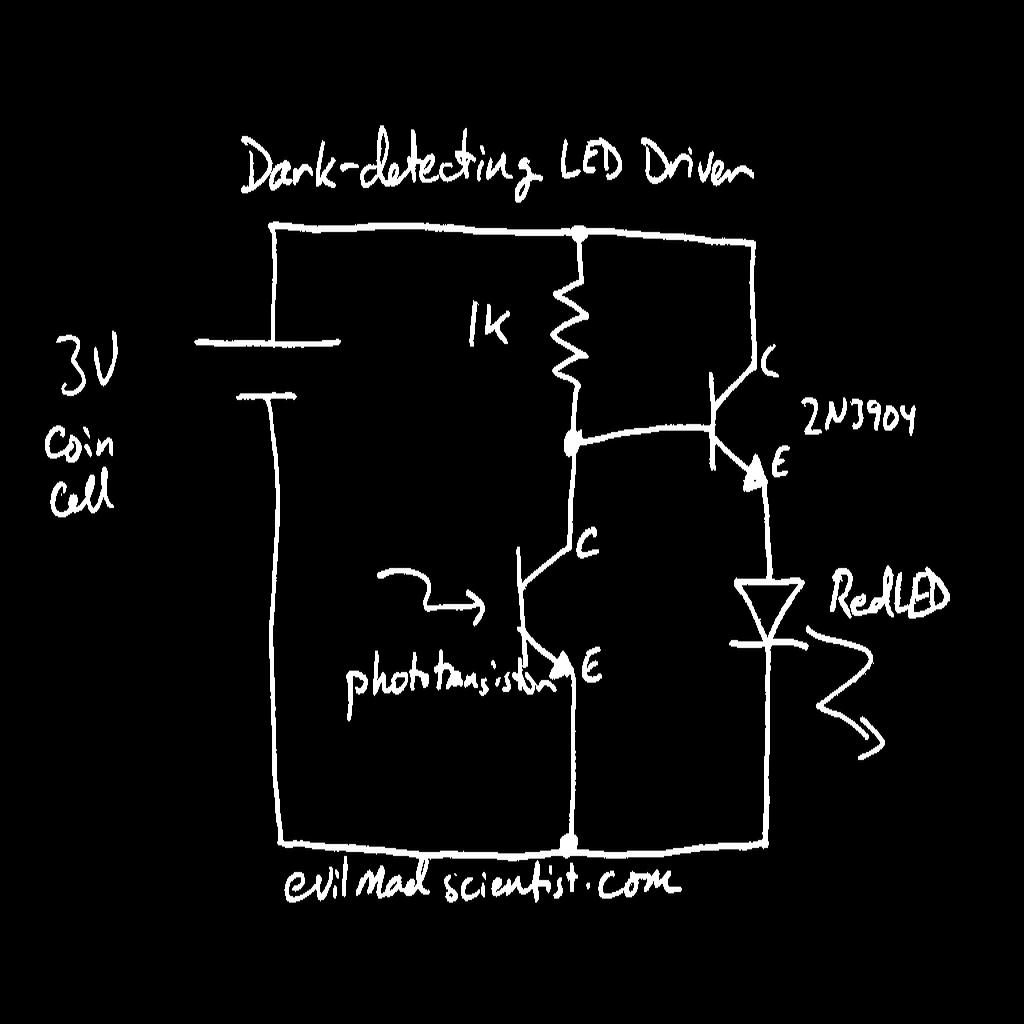 Dark-detecting LED Driver
1K
3V
Coin
Cell
C
2N3904
E
C
Red LED
phototransistor
E
evilmadscientist.com